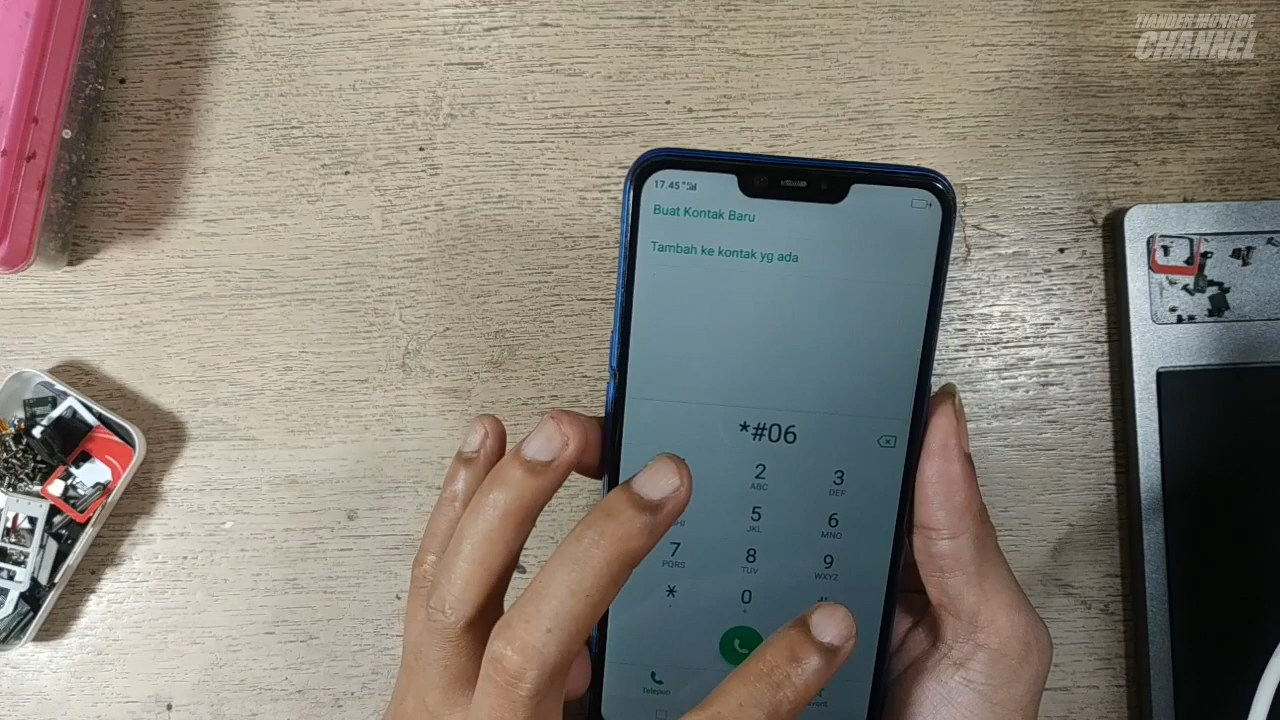 TIANDER MONROE
CHANNEL
17.45
Buat Kontak Baru
Tambah ke kontak yg ada
*#06
2
ABC
3
DEF
5
JKL
6
MNO
7
PQRS
8
TUV
9
WXYZ
*
0
+
Telepon